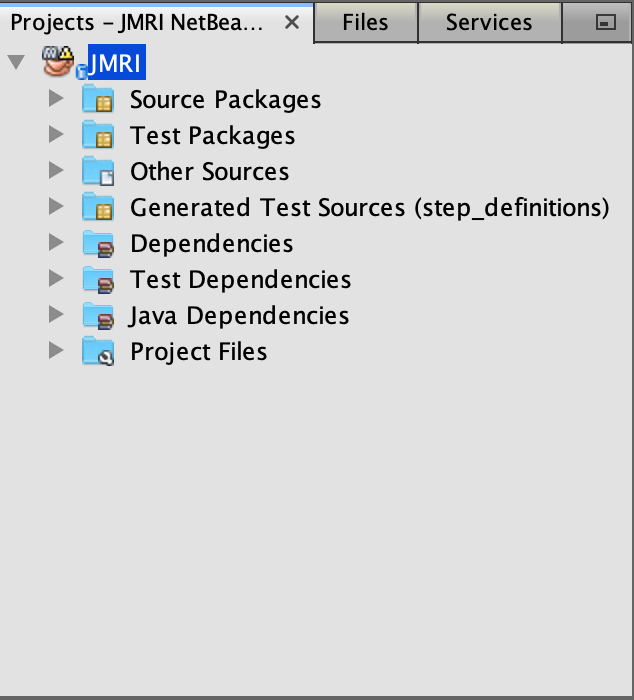 Projects – JMRI NetBea... Files Services
JMRI
Source Packages
Test Packages
Other Sources
Generated Test Sources (step_definitions)
Dependencies
Test Dependencies
Java Dependencies
Project Files